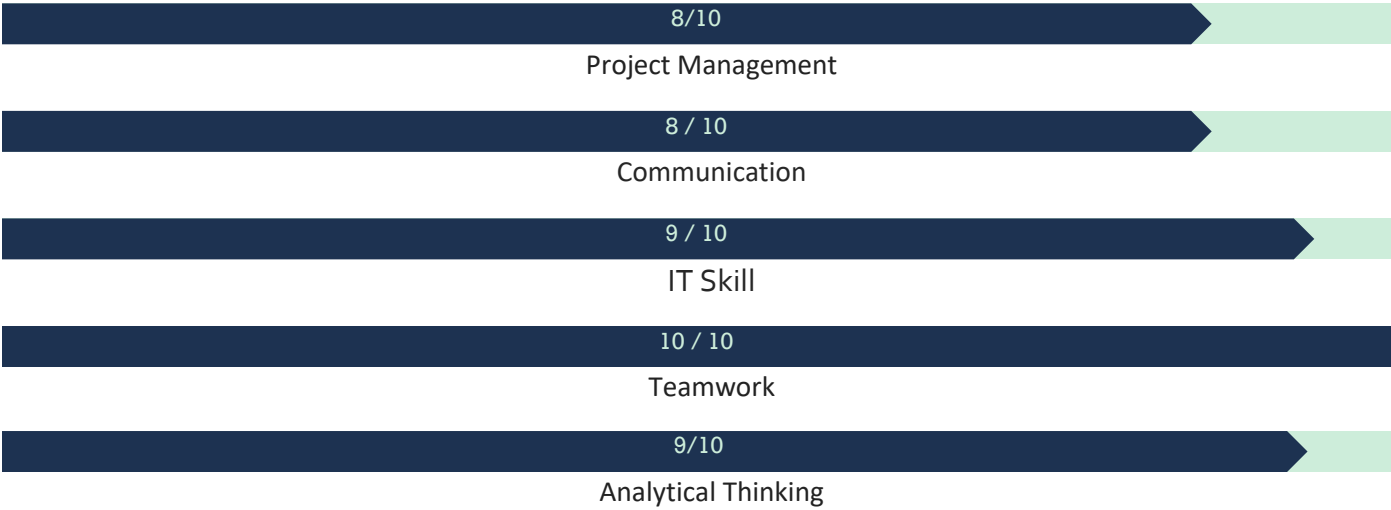 8/10
Project Management
8 / 10
Communication
9 / 10
IT Skill
10 / 10
Teamwork
9/10
Analytical Thinking